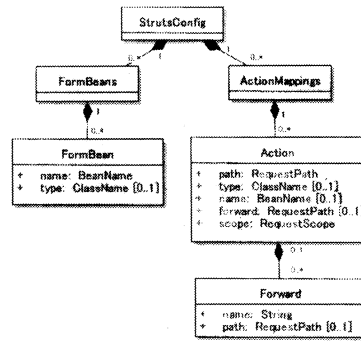 StrutsConfig
1 1
0..* 0..*
FormBeans ActionMappings
1 1
0..* 0..*
FormBean Action
+ name: BeanName + path: RequestPath
+ type: ClassName [0..1] + type: ClassName [0..1]
+ name: BeanName [0..1]
+ forward: RequestPath [0..1
+ scope: RequestScope
0..1
0..*
Forward
+ name: String
+ path: RequestPath [0..1]